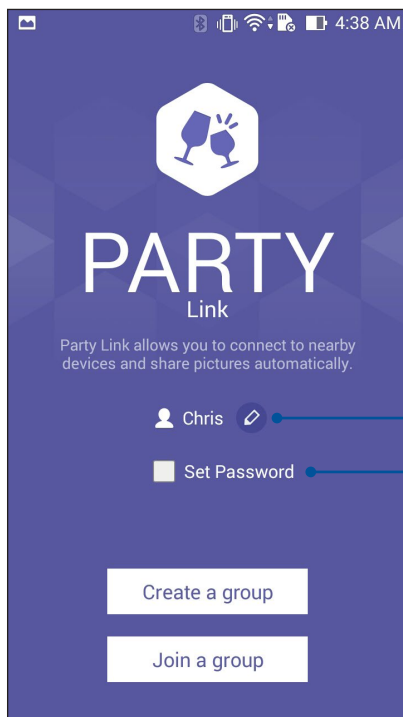 4:38 AM
PARTY
Link
Party Link allows you to connect to nearby
devices and share pictures automatically.
Chris
Set Password
Create a group
Join a group